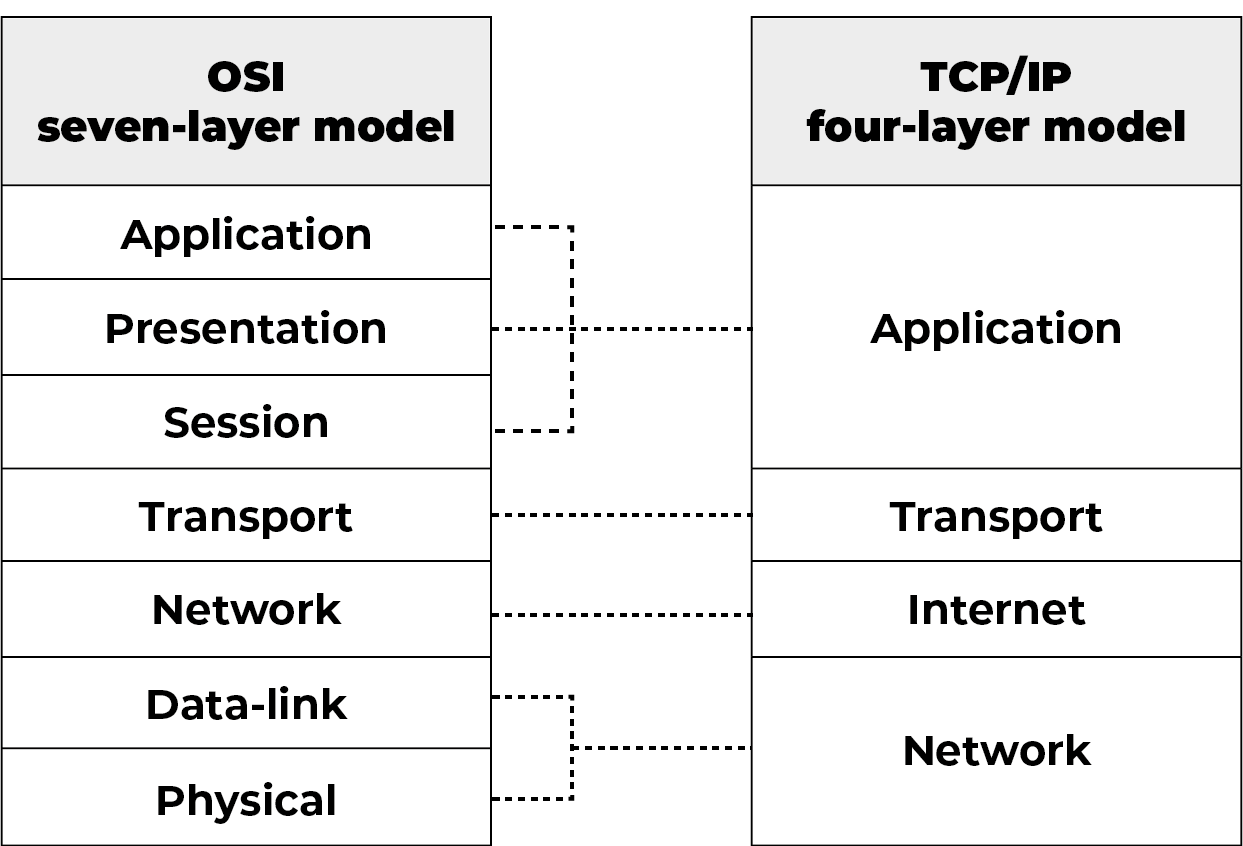 OSI
seven-layer model
Application
Presentation
Session
Transport
Network
Data-link
Physical
TCP/IP
four-layer model
Application
Transport
Internet
Network